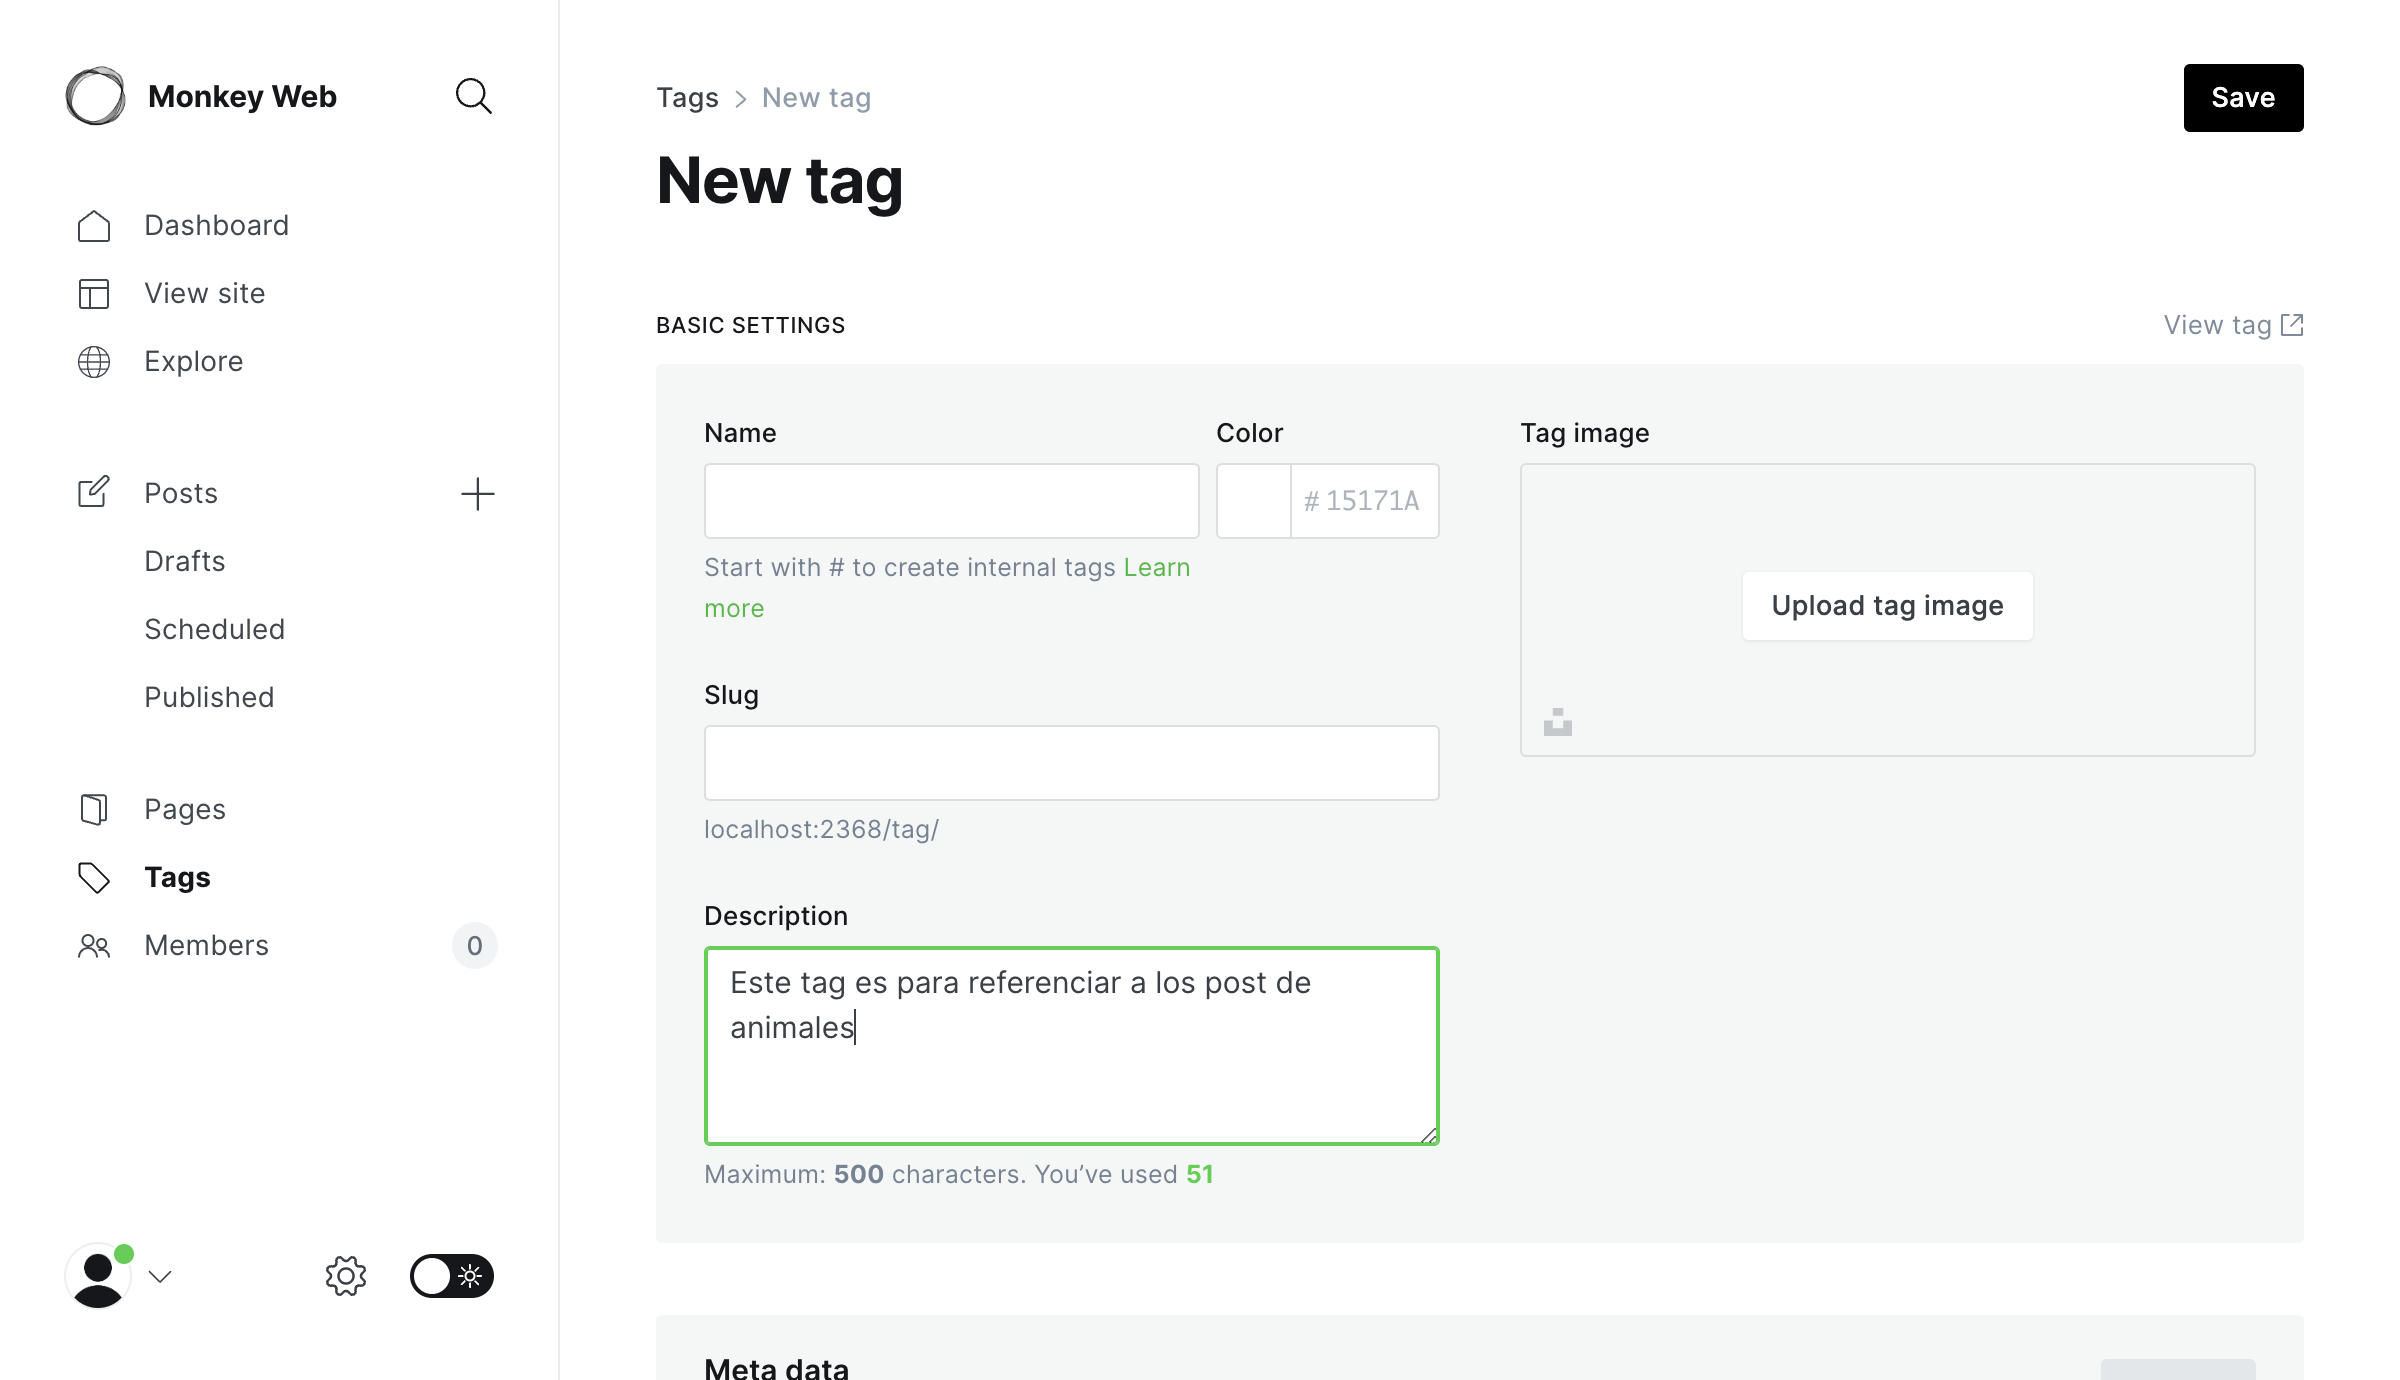 Monkey Web
Dashboard
View site
Explore
Posts
Drafts
Scheduled
Published
Pages
Tags
Members
0
Tags > New tag
Save
New tag
BASIC SETTINGS
View tag
Name
Start with # to create internal tags Learn
more
Color
# 15171A
Slug
localhost:2368/tag/
Description
Este tag es para referenciar a los post de
animales
Maximum: 500 characters. You’ve used 51
Tag image
Upload tag image
Meta data